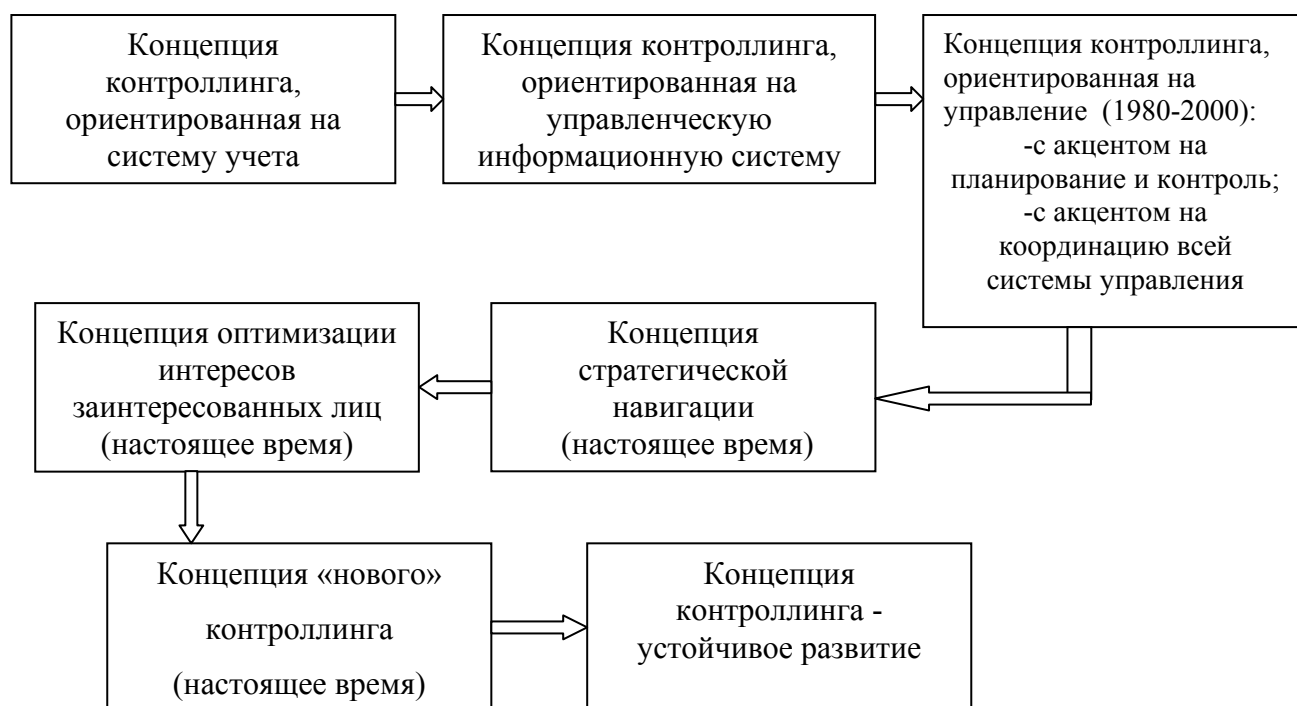 Концепция
контроллинга,
ориентированная на
систему учета
Концепция контроллинга,
ориентированная на
управленческую
информационную систему
Концепция контроллинга,
ориентированная на
управление (1980-2000):
-с акцентом на
планирование и контроль;
-с акцентом на
координацию всей
системы управления
Концепция оптимизации
интересов
заинтересованных лиц
(настоящее время)
Концепция
стратегической
навигации
(настоящее время)
Концепция «нового»
контроллинга
(настоящее время)
Концепция
контроллинга -
устойчивое развитие